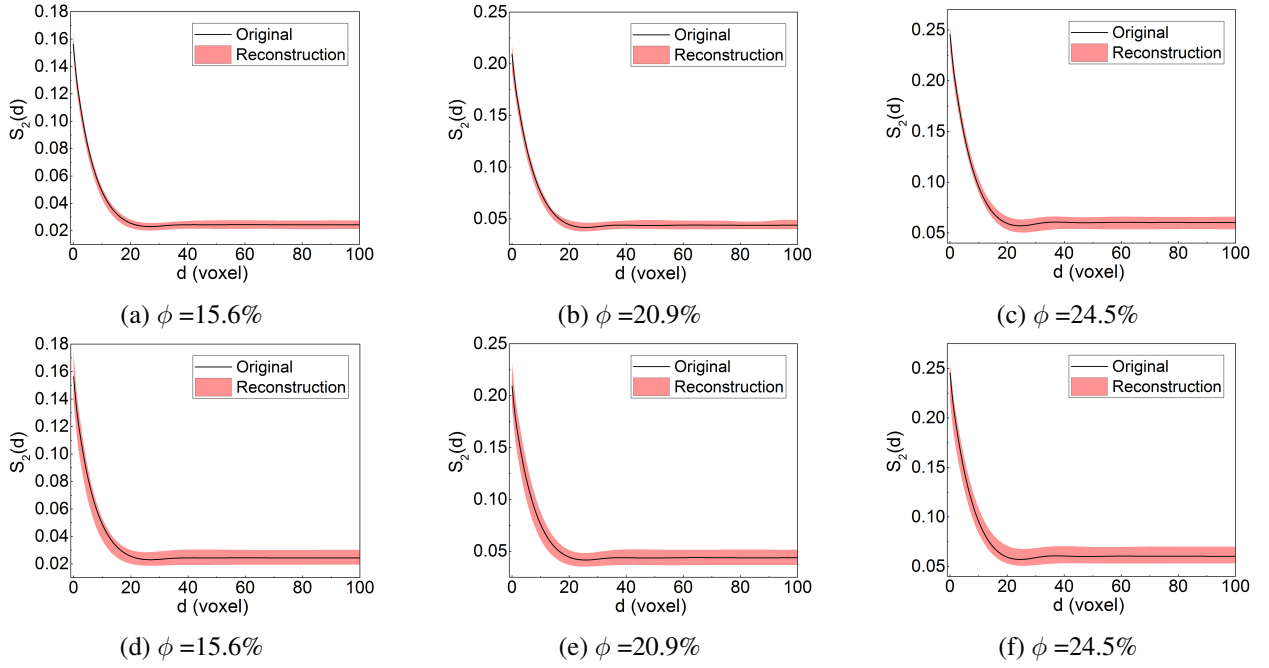 Original
Reconstruction
S₂(d)
0.18
0.16
0.14
0.12
0.10
0.08
0.06
0.04
0.02
0 20 40 60 80 100
d (voxel)
(a) ϕ =15.6%
Original
Reconstruction
S₂(d)
0.25
0.20
0.15
0.10
0.05
0 20 40 60 80 100
d (voxel)
(b) ϕ =20.9%
Original
Reconstruction
S₂(d)
0.25
0.20
0.15
0.10
0.05
0 20 40 60 80 100
d (voxel)
(c) ϕ =24.5%
Original
Reconstruction
S₂(d)
0.18
0.16
0.14
0.12
0.10
0.08
0.06
0.04
0.02
0 20 40 60 80 100
d (voxel)
(d) ϕ =15.6%
Original
Reconstruction
S₂(d)
0.25
0.20
0.15
0.10
0.05
0 20 40 60 80 100
d (voxel)
(e) ϕ =20.9%
Original
Reconstruction
S₂(d)
0.25
0.20
0.15
0.10
0.05
0 20 40 60 80 100
d (voxel)
(f) ϕ =24.5%